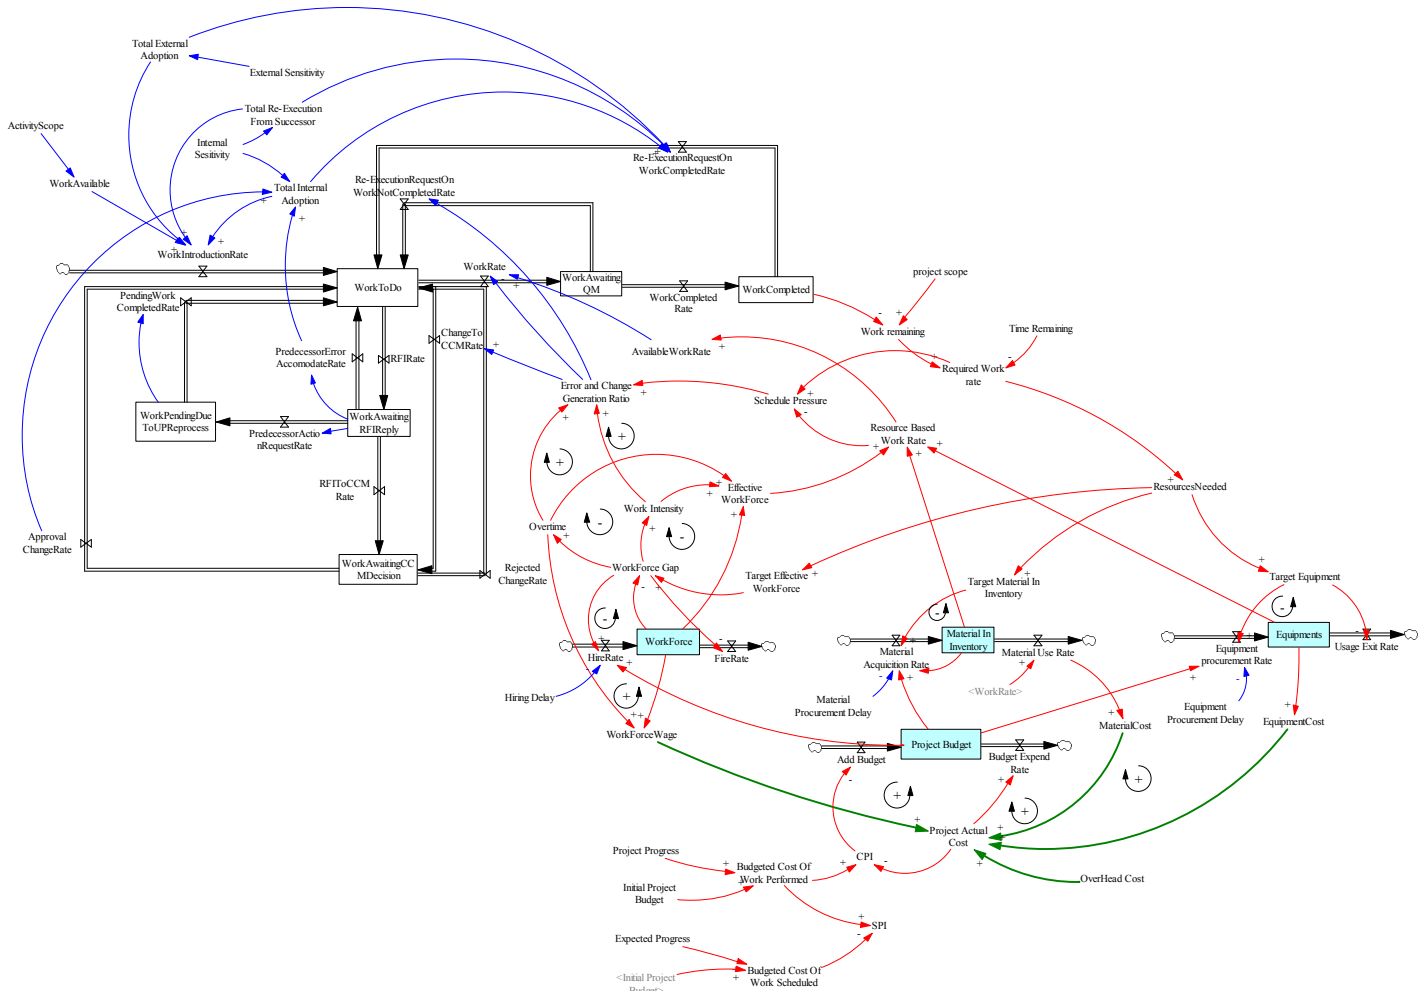 Total External
Adoption
External Sensitivity
Total Re-Execution
From Successor
ActivityScope
Internal
Sesitivity
WorkAvailable
Total Internal
Adoption
Re-ExecutionRequestOn
WorkNotCompletedRate
Re-ExecutionRequestOn
WorkCompletedRate
WorkIntroductionRate
WorkToDo
WorkRate
WorkAwaiting
QM
WorkCompleted
Rate
WorkCompleted
project scope
PendingWork
CompletedRate
PredecessorError
AccomodateRate
RFIRate
ChangeTo
CCMRate
AvailableWorkRate
Work remaining
Time Remaining
Required Work
rate
Error and Change
Generation Ratio
Schedule Pressure
WorkPendingDue
ToUPReprocess
WorkAwaiting
RFIReply
PredecessorActio
nRequestRate
Resource Based
Work Rate
RFIToCCM
Rate
Effective
WorkForce
Work Intensity
Overtime
ResourcesNeeded
Approval
ChangeRate
WorkAwaitingCC
MDecision
Rejected
ChangeRate
WorkForce Gap
Target Effective
WorkForce
Target Material In
Inventory
Target Equipment
WorkForce
HireRate
FireRate
Material In
Inventory
Material
Acquicition Rate
Material Use Rate
Equipments
Equipment
procurement Rate
Usage Exit Rate
Hiring Delay
Material
Procurement Delay
<WorkRate>
Equipment
Procurement Delay
EquipmentCost
MaterialCost
WorkForceWage
Project Budget
Add Budget
Budget Expend
Rate
Project Actual
Cost
CPI
Project Progress
Budgeted Cost Of
Work Performed
Initial Project
Budget
OverHead Cost
SPI
Expected Progress
Budgeted Cost Of
Work Scheduled
<Initial Project
Budget>